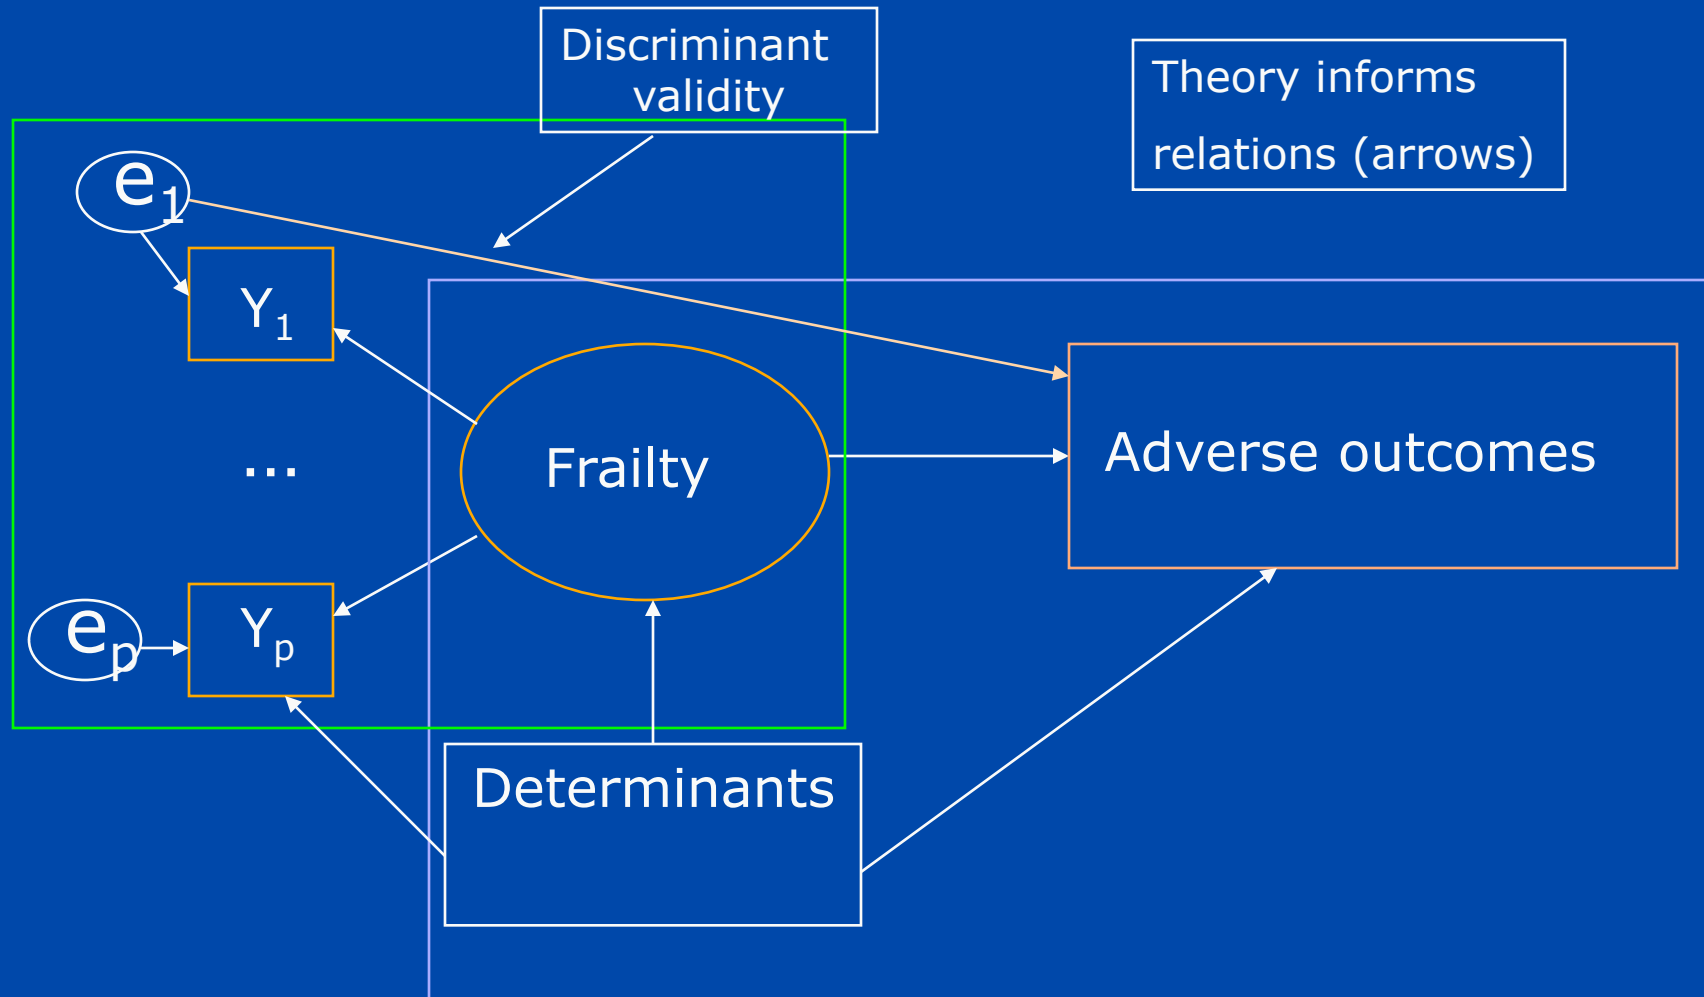 Discriminant
validity
Theory informs
relations (arrows)
e₁
Y₁
...
Frailty
Adverse outcomes
eₚ
Yₚ
Determinants